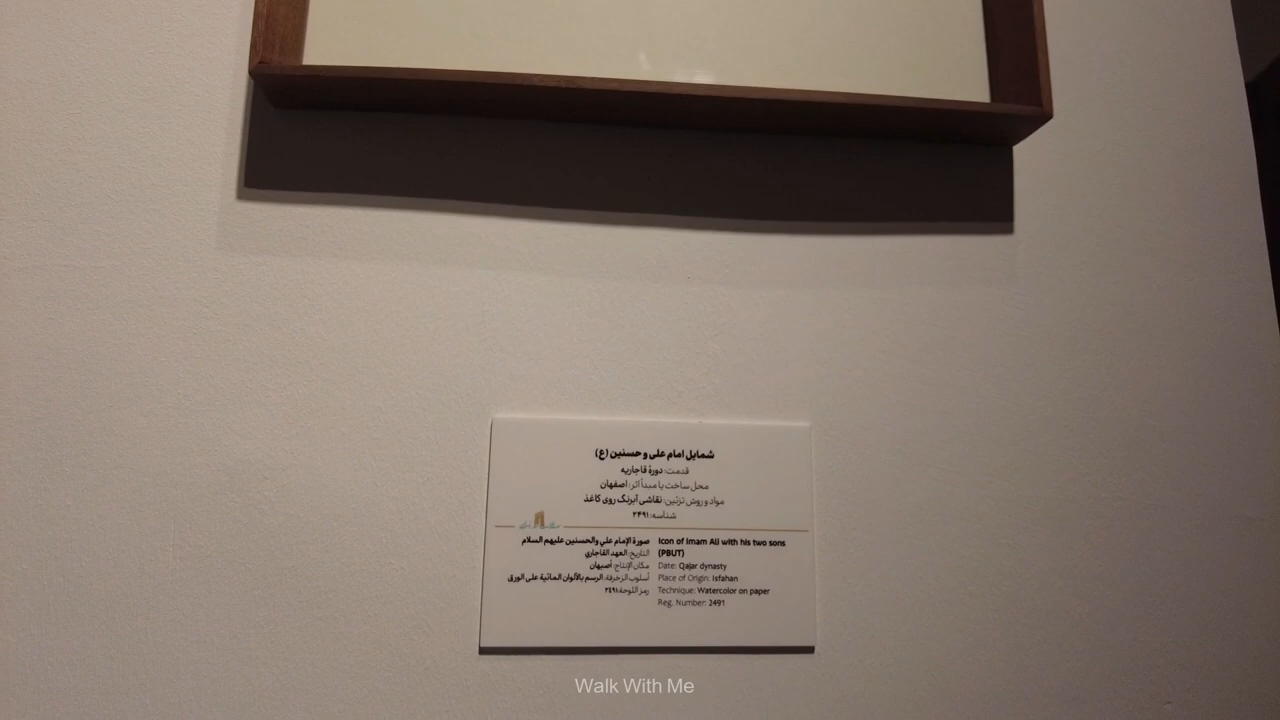 شمایل امام علی و حسنین (ع)
قدمت: دورهٔ قاجاریه
محل ساخت یا مبدأ اثر: اصفهان
مواد و روش تزئین: نقاشی آبرنگ روی کاغذ
شناسه: ۲۴۹۱
صورة الإمام علي والحسنين عليهم السلام
التاريخ: العهد القاجاري
مكان الإنتاج: أصبهان
أسلوب الزخرفة: الرسم بالألوان المائية على الورق
رمز اللوحة: ٢٤٩١
Icon of Imam Ali with his two sons
(PBUT)
Date: Qajar dynasty
Place of Origin: Isfahan
Technique: Watercolor on paper
Reg. Number: 2491
Walk With Me